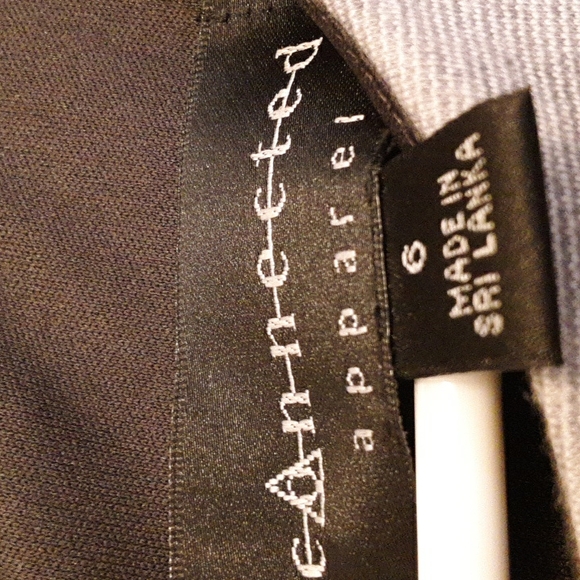 connected
apparel
6
MADE IN
SRI LANKA